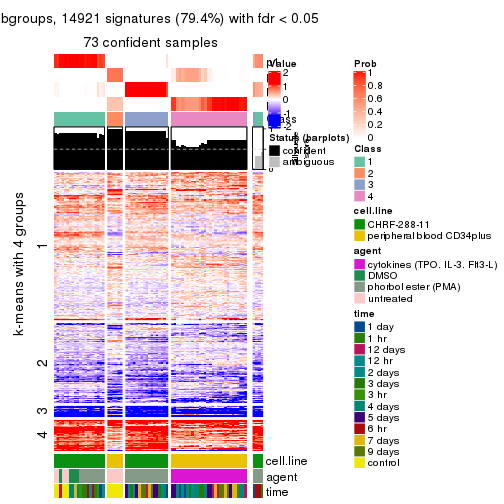 bgroups, 14921 signatures (79.4%) with fdr < 0.05
73 confident samples
Value
2
1
0
-1
-2
Status (barplots)
confident
ambiguous
Prob
1
0.8
0.6
0.4
0.2
0
Class
1
2
3
4
cell.line
CHRF-288-11
peripheral blood CD34plus
agent
cytokines (TPO, IL-3, Flt3-L)
DMSO
phorbol ester (PMA)
untreated
time
1 day
1 hr
12 days
12 hr
2 days
3 days
3 hr
4 days
5 days
6 hr
7 days
9 days
control
k-means with 4 groups
1
2
3
4
cell.line
agent
time